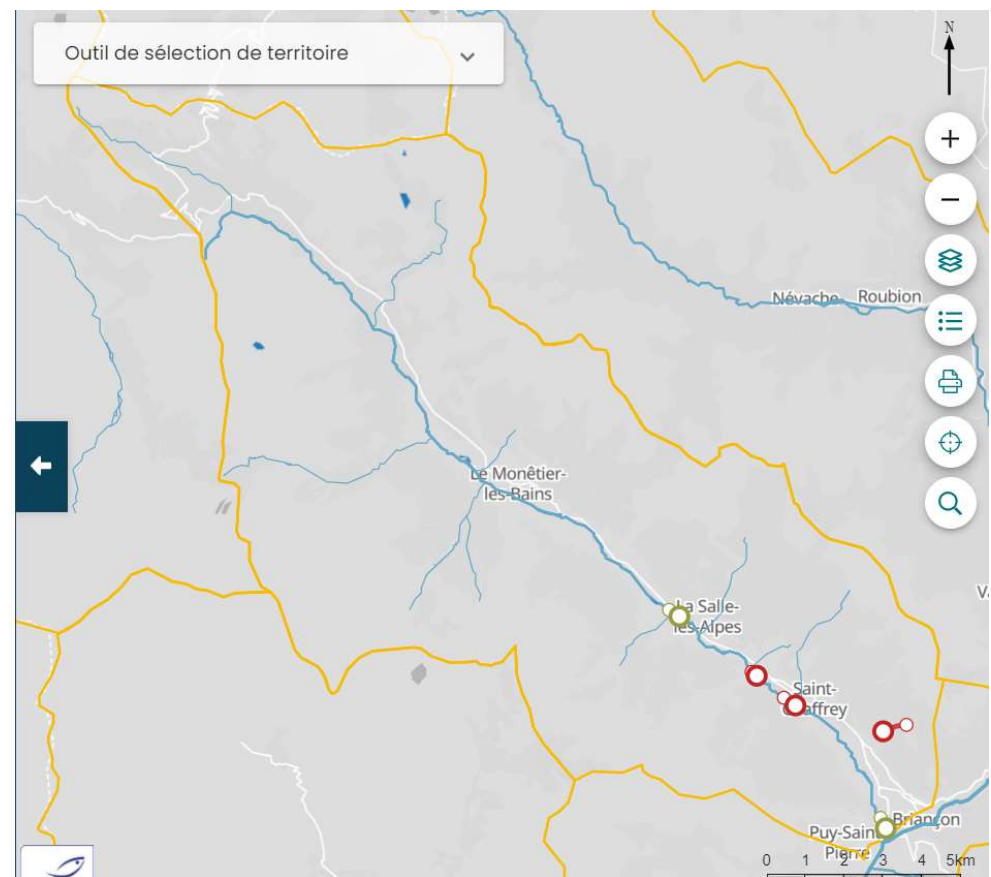 Outil de sélection de territoire
N
Névache
Roubion
Le Monêtier-
les-Bains
La Salle-
les-Alpes
Saint-
Chaffrey
Briançon
Puy-Saint
Pierre
0 1 2 3 4 5km